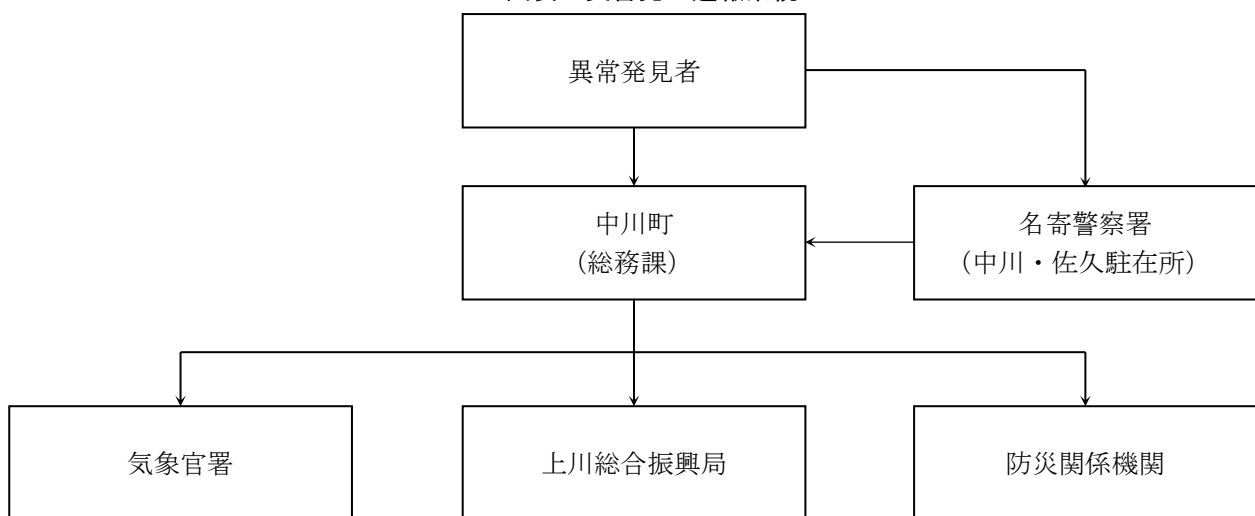 異常発見者
中川町
(総務課)
名寄警察署
(中川・佐久駐在所)
気象官署
上川総合振興局
防災関係機関